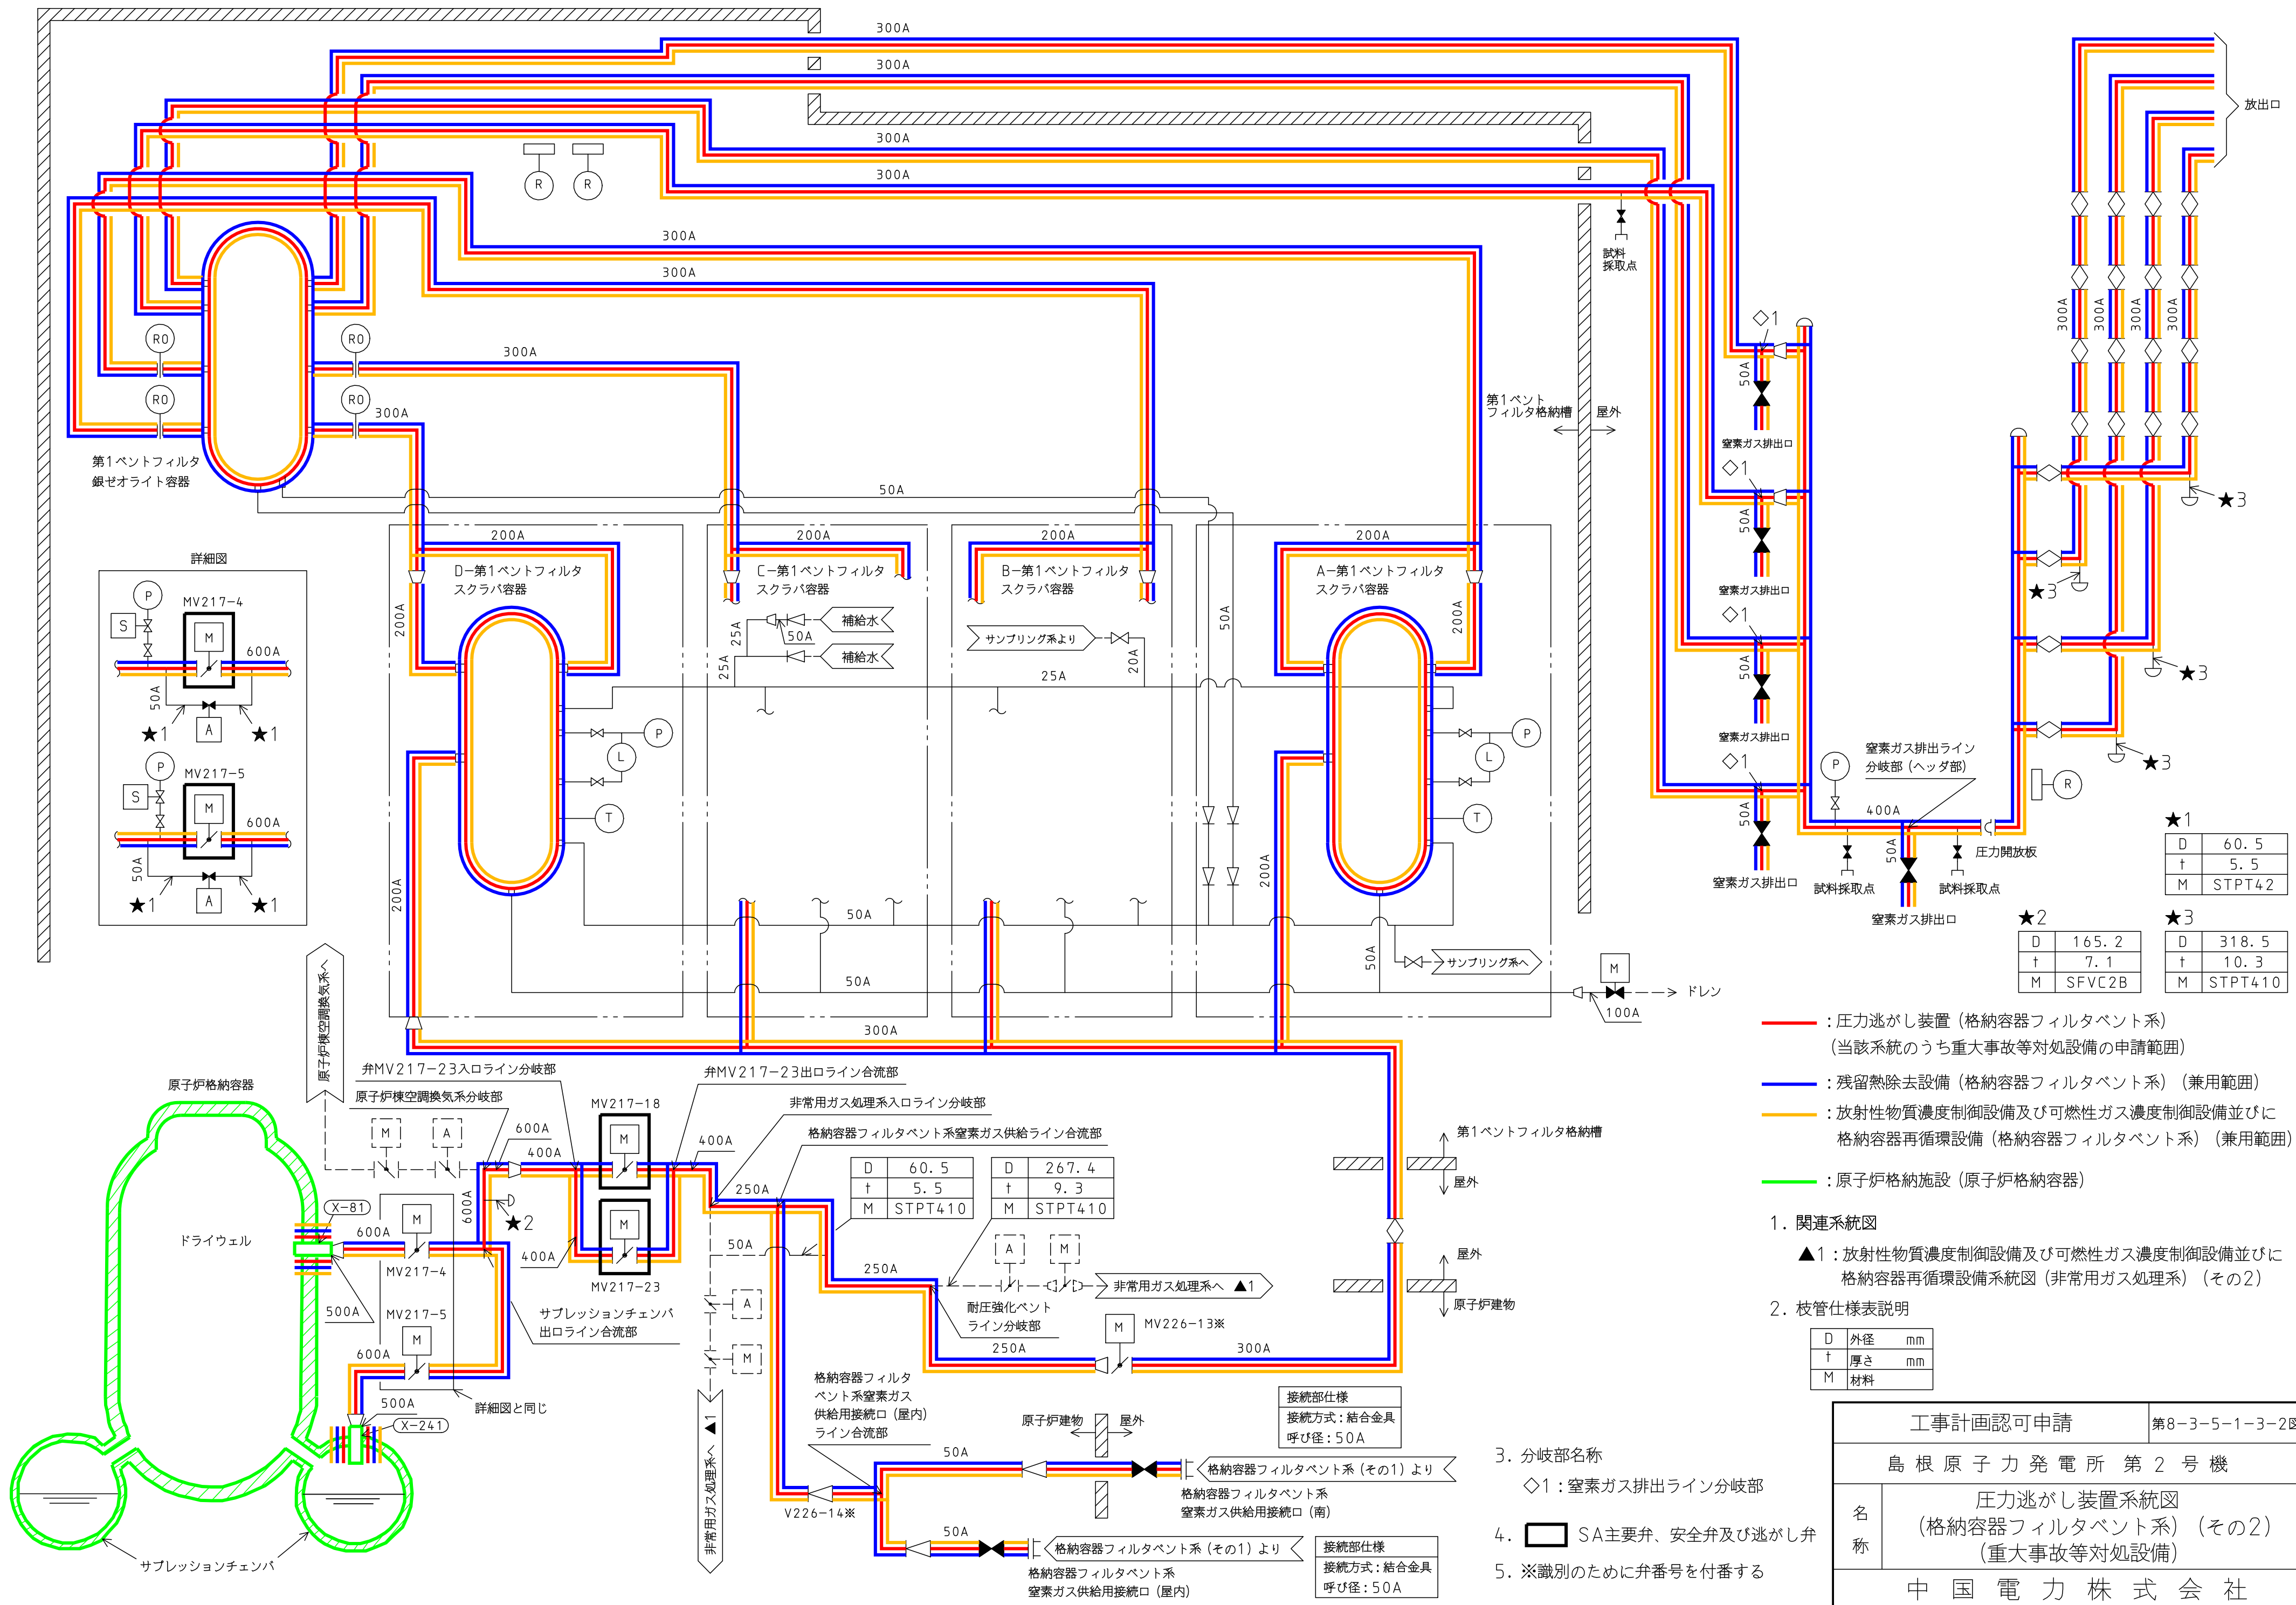 300A
300A
300A
300A
放出口
R
R
300A
300A
試料
採取点
300A
300A
300A
300A
RO
RO
RO
RO
300A
300A
第1ベントフィルタ
銀ゼオライト容器
第1ベント
フィルタ格納槽
屋外
◇1
50A
窒素ガス排出口
◇1
50A
窒素ガス排出口
◇1
50A
窒素ガス排出口
◇1
50A
窒素ガス排出口
★3
★3
★3
★3
50A
200A
200A
200A
200A
D-第1ベントフィルタ
スクラバ容器
C-第1ベントフィルタ
スクラバ容器
B-第1ベントフィルタ
スクラバ容器
A-第1ベントフィルタ
スクラバ容器
200A
200A
50A
25A
50A
補給水
25A
補給水
サンプリング系より
20A
25A
P
L
T
P
L
T
詳細図
P
S
MV217-4
M
600A
50A
★1
A
★1
P
S
MV217-5
M
600A
50A
★1
A
★1
200A
200A
50A
50A
50A
サンプリング系へ
M
ドレン
100A
300A
P
窒素ガス排出ライン
分岐部(ヘッダ部)
400A
50A
R
圧力開放板
試料採取点
試料採取点
窒素ガス排出口
★1
D 60.5
t 5.5
M STPT42
★2
D 165.2
t 7.1
M SFVC2B
★3
D 318.5
t 10.3
M STPT410
:圧力逃がし装置(格納容器フィルタベント系)
(当該系統のうち重大事故等対処設備の申請範囲)
:残留熱除去設備(格納容器フィルタベント系)(兼用範囲)
:放射性物質濃度制御設備及び可燃性ガス濃度制御設備並びに
格納容器再循環設備(格納容器フィルタベント系)(兼用範囲)
:原子炉格納施設(原子炉格納容器)
1. 関連系統図
▲1:放射性物質濃度制御設備及び可燃性ガス濃度制御設備並びに
格納容器再循環設備系統図(非常用ガス処理系)(その2)
2. 枝管仕様表説明
D 外径 mm
t 厚さ mm
M 材料
原子炉棟空調換気系へ
原子炉格納容器
弁MV217-23入口ライン分岐部
原子炉棟空調換気系分岐部
弁MV217-23出口ライン合流部
非常用ガス処理系入口ライン分岐部
格納容器フィルタベント系窒素ガス供給ライン合流部
M
A
600A
400A
MV217-18
M
400A
600A
★2
400A
M
MV217-23
250A
D 60.5
t 5.5
M STPT410
D 267.4
t 9.3
M STPT410
50A
250A
A
M
非常用ガス処理系へ ▲1
耐圧強化ベント
ライン分岐部
X-81
600A
M
MV217-4
ドライウェル
500A
MV217-5
M
600A
サプレッションチェンバ
出口ライン合流部
500A
詳細図と同じ
X-241
サプレッションチェンバ
A
M
非常用ガス処理系へ ▲1
M
MV226-13※
250A
300A
第1ベントフィルタ格納槽
屋外
屋外
原子炉建物
格納容器フィルタ
ベント系窒素ガス
供給用接続口(屋内)
ライン合流部
V226-14※
50A
原子炉建物
屋外
接続部仕様
接続方式:結合金具
呼び径:50A
格納容器フィルタベント系(その1)より
格納容器フィルタベント系
窒素ガス供給用接続口(南)
50A
格納容器フィルタベント系(その1)より
格納容器フィルタベント系
窒素ガス供給用接続口(屋内)
接続部仕様
接続方式:結合金具
呼び径:50A
3. 分岐部名称
◇1:窒素ガス排出ライン分岐部
4. SA主要弁、安全弁及び逃がし弁
5. ※識別のために弁番号を付番する
工事計画認可申請
第8-3-5-1-3-2図
島根原子力発電所 第2号機
名称
圧力逃がし装置系統図
(格納容器フィルタベント系)(その2)
(重大事故等対処設備)
中国電力株式会社